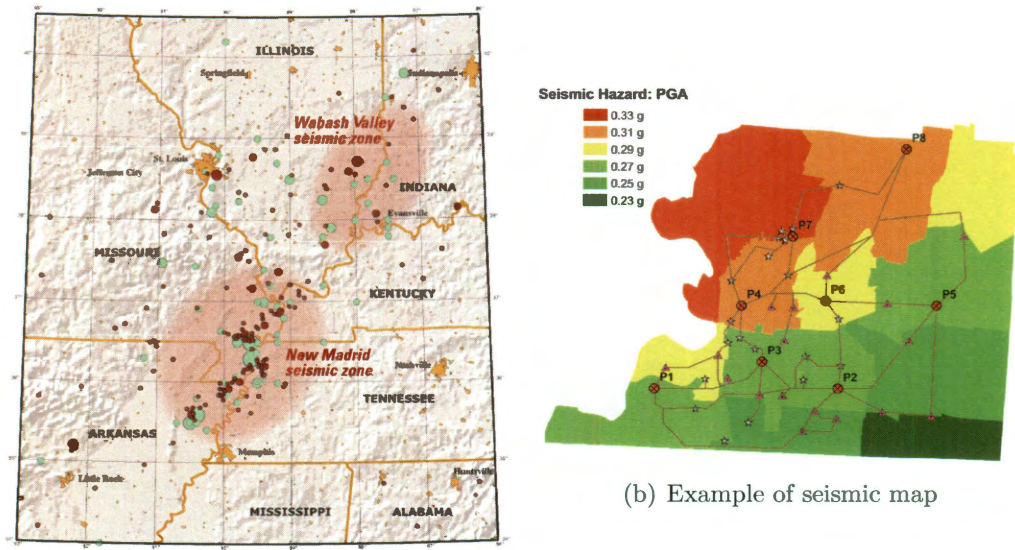 ILLINOIS
Springfield
Indianapolis
Wabash Valley
seismic zone
St. Louis
Jefferson City
INDIANA
Evansville
MISSOURI
KENTUCKY
New Madrid
seismic zone
Nashville
TENNESSEE
ARKANSAS
Memphis
Little Rock
Huntsville
MISSISSIPPI
ALABAMA
Seismic Hazard: PGA
0.33 g
0.31 g
0.29 g
0.27 g
0.25 g
0.23 g
P8
P7
P4
P6
P5
P3
P1
P2
(b) Example of seismic map